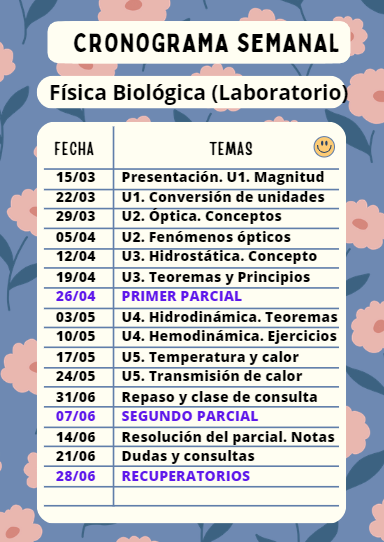 CRONOGRAMA SEMANAL
Física Biológica (Laboratorio)
FECHA TEMAS
15/03 Presentación. U1. Magnitud
22/03 U1. Conversión de unidades
29/03 U2. Óptica. Conceptos
05/04 U2. Fenómenos ópticos
12/04 U3. Hidrostática. Concepto
19/04 U3. Teoremas y Principios
26/04 PRIMER PARCIAL
03/05 U4. Hidrodinámica. Teoremas
10/05 U4. Hemodinámica. Ejercicios
17/05 U5. Temperatura y calor
24/05 U5. Transmisión de calor
31/06 Repaso y clase de consulta
07/06 SEGUNDO PARCIAL
14/06 Resolución del parcial. Notas
21/06 Dudas y consultas
28/06 RECUPERATORIOS